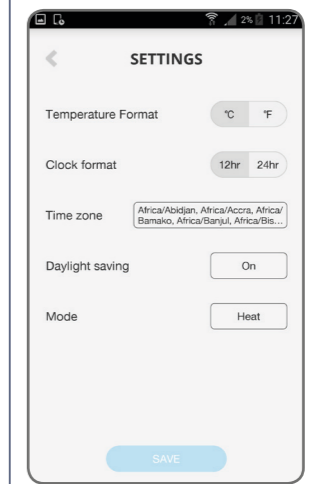 2% 11:27
SETTINGS
Temperature Format °C °F
Clock format 12hr 24hr
Time zone Africa/Abidjan, Africa/Accra, Africa/
Bamako, Africa/Banjul, Africa/Bis...
Daylight saving On
Mode Heat
SAVE